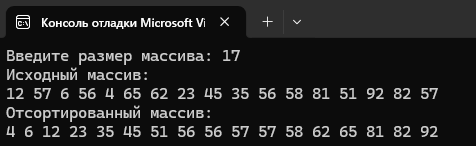 Консоль отладки Microsoft Vi
Введите размер массива: 17
Исходный массив:
12 57 6 56 4 65 62 23 45 35 56 58 81 51 92 82 57
Отсортированный массив:
4 6 12 23 35 45 51 56 56 57 57 58 62 65 81 82 92